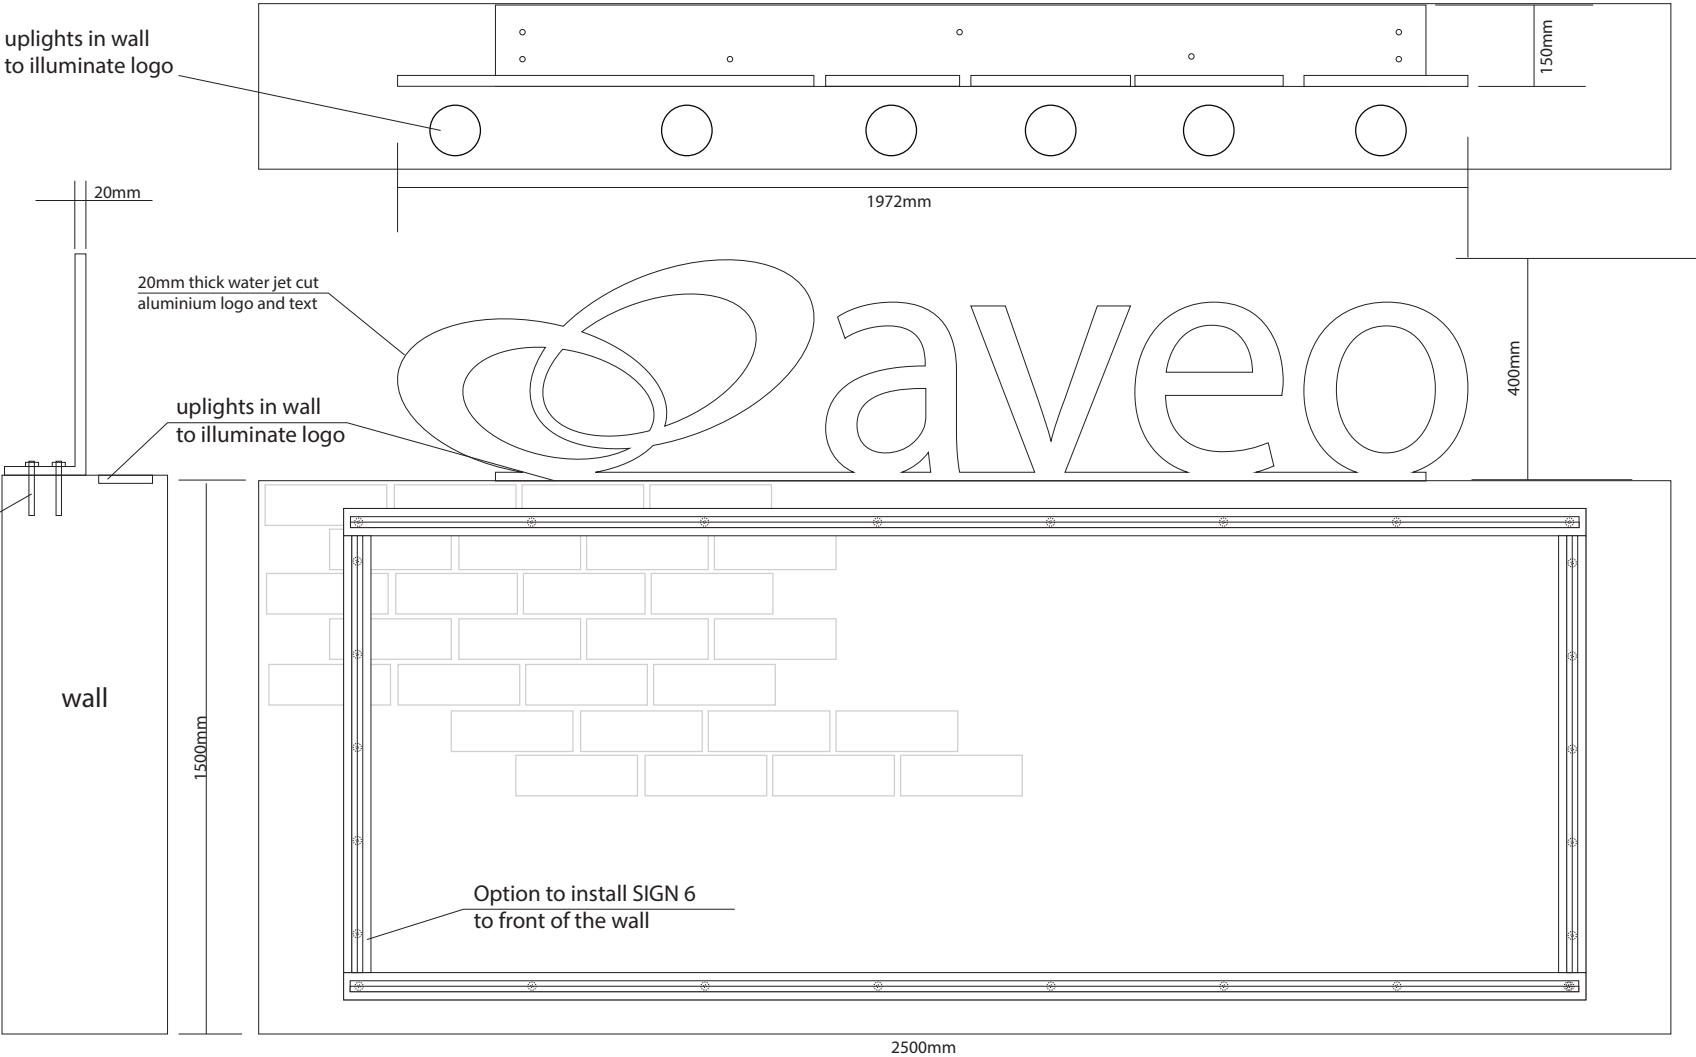 uplights in wall
to illuminate logo
150mm
1972mm
20mm
20mm thick water jet cut
aluminium logo and text
aveo
400mm
uplights in wall
to illuminate logo
wall
1500mm
Option to install SIGN 6
to front of the wall
2500mm